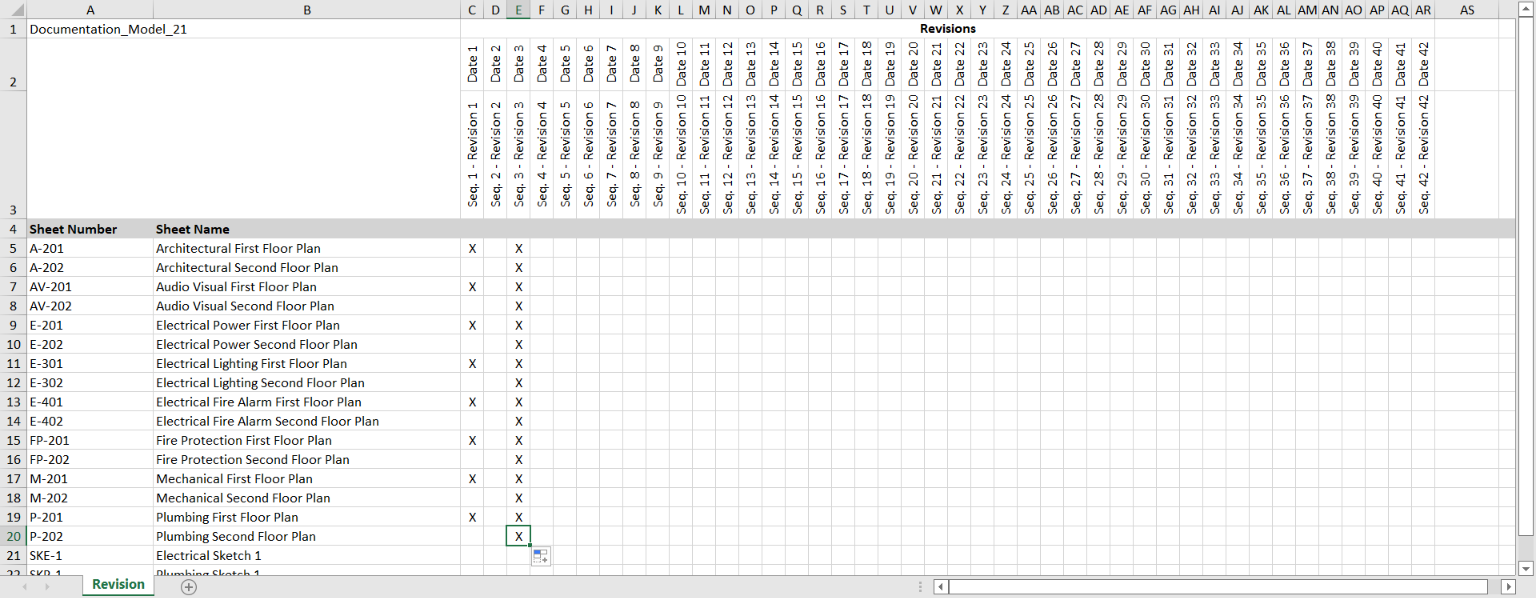 A B C D E F G H I J K L M N O P Q R S T U V W X Y Z AA AB AC AD AE AF AG AH AI AJ AK AL AM AN AO AP AQ AR AS
1 Documentation_Model_21 Revisions
2 Date 1 Date 2 Date 3 Date 4 Date 5 Date 6 Date 7 Date 8 Date 9 Date 10 Date 11 Date 12 Date 13 Date 14 Date 15 Date 16 Date 17 Date 18 Date 19 Date 20 Date 21 Date 22 Date 23 Date 24 Date 25 Date 26 Date 27 Date 28 Date 29 Date 30 Date 31 Date 32 Date 33 Date 34 Date 35 Date 36 Date 37 Date 38 Date 39 Date 40 Date 41 Date 42
3 Seq. 1 - Revision 1 Seq. 2 - Revision 2 Seq. 3 - Revision 3 Seq. 4 - Revision 4 Seq. 5 - Revision 5 Seq. 6 - Revision 6 Seq. 7 - Revision 7 Seq. 8 - Revision 8 Seq. 9 - Revision 9 Seq. 10 - Revision 10 Seq. 11 - Revision 11 Seq. 12 - Revision 12 Seq. 13 - Revision 13 Seq. 14 - Revision 14 Seq. 15 - Revision 15 Seq. 16 - Revision 16 Seq. 17 - Revision 17 Seq. 18 - Revision 18 Seq. 19 - Revision 19 Seq. 20 - Revision 20 Seq. 21 - Revision 21 Seq. 22 - Revision 22 Seq. 23 - Revision 23 Seq. 24 - Revision 24 Seq. 25 - Revision 25 Seq. 26 - Revision 26 Seq. 27 - Revision 27 Seq. 28 - Revision 28 Seq. 29 - Revision 29 Seq. 30 - Revision 30 Seq. 31 - Revision 31 Seq. 32 - Revision 32 Seq. 33 - Revision 33 Seq. 34 - Revision 34 Seq. 35 - Revision 35 Seq. 36 - Revision 36 Seq. 37 - Revision 37 Seq. 38 - Revision 38 Seq. 39 - Revision 39 Seq. 40 - Revision 40 Seq. 41 - Revision 41 Seq. 42 - Revision 42
4 Sheet Number Sheet Name
5 A-201 Architectural First Floor Plan X X
6 A-202 Architectural Second Floor Plan X
7 AV-201 Audio Visual First Floor Plan X X
8 AV-202 Audio Visual Second Floor Plan X
9 E-201 Electrical Power First Floor Plan X X
10 E-202 Electrical Power Second Floor Plan X
11 E-301 Electrical Lighting First Floor Plan X X
12 E-302 Electrical Lighting Second Floor Plan X
13 E-401 Electrical Fire Alarm First Floor Plan X X
14 E-402 Electrical Fire Alarm Second Floor Plan X
15 FP-201 Fire Protection First Floor Plan X X
16 FP-202 Fire Protection Second Floor Plan X
17 M-201 Mechanical First Floor Plan X X
18 M-202 Mechanical Second Floor Plan X
19 P-201 Plumbing First Floor Plan X X
20 P-202 Plumbing Second Floor Plan X
21 SKE-1 Electrical Sketch 1
22 SKP-1 Plumbing Sketch 1
Revision